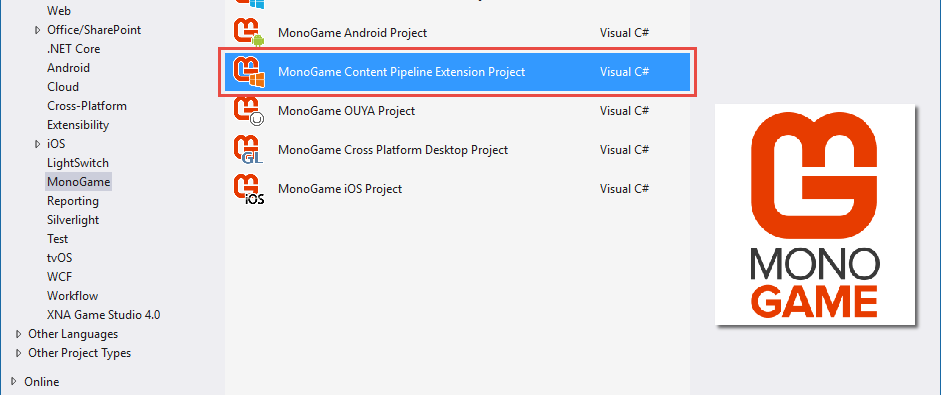 Web
Office/SharePoint
.NET Core
Android
Cloud
Cross-Platform
Extensibility
iOS
LightSwitch
MonoGame
Reporting
Silverlight
Test
tvOS
WCF
Workflow
XNA Game Studio 4.0
Other Languages
Other Project Types
Online
MonoGame Android Project Visual C#
MonoGame Content Pipeline Extension Project Visual C#
MonoGame OUYA Project Visual C#
GL
MonoGame Cross Platform Desktop Project Visual C#
iOS
MonoGame iOS Project Visual C#
MONO
GAME